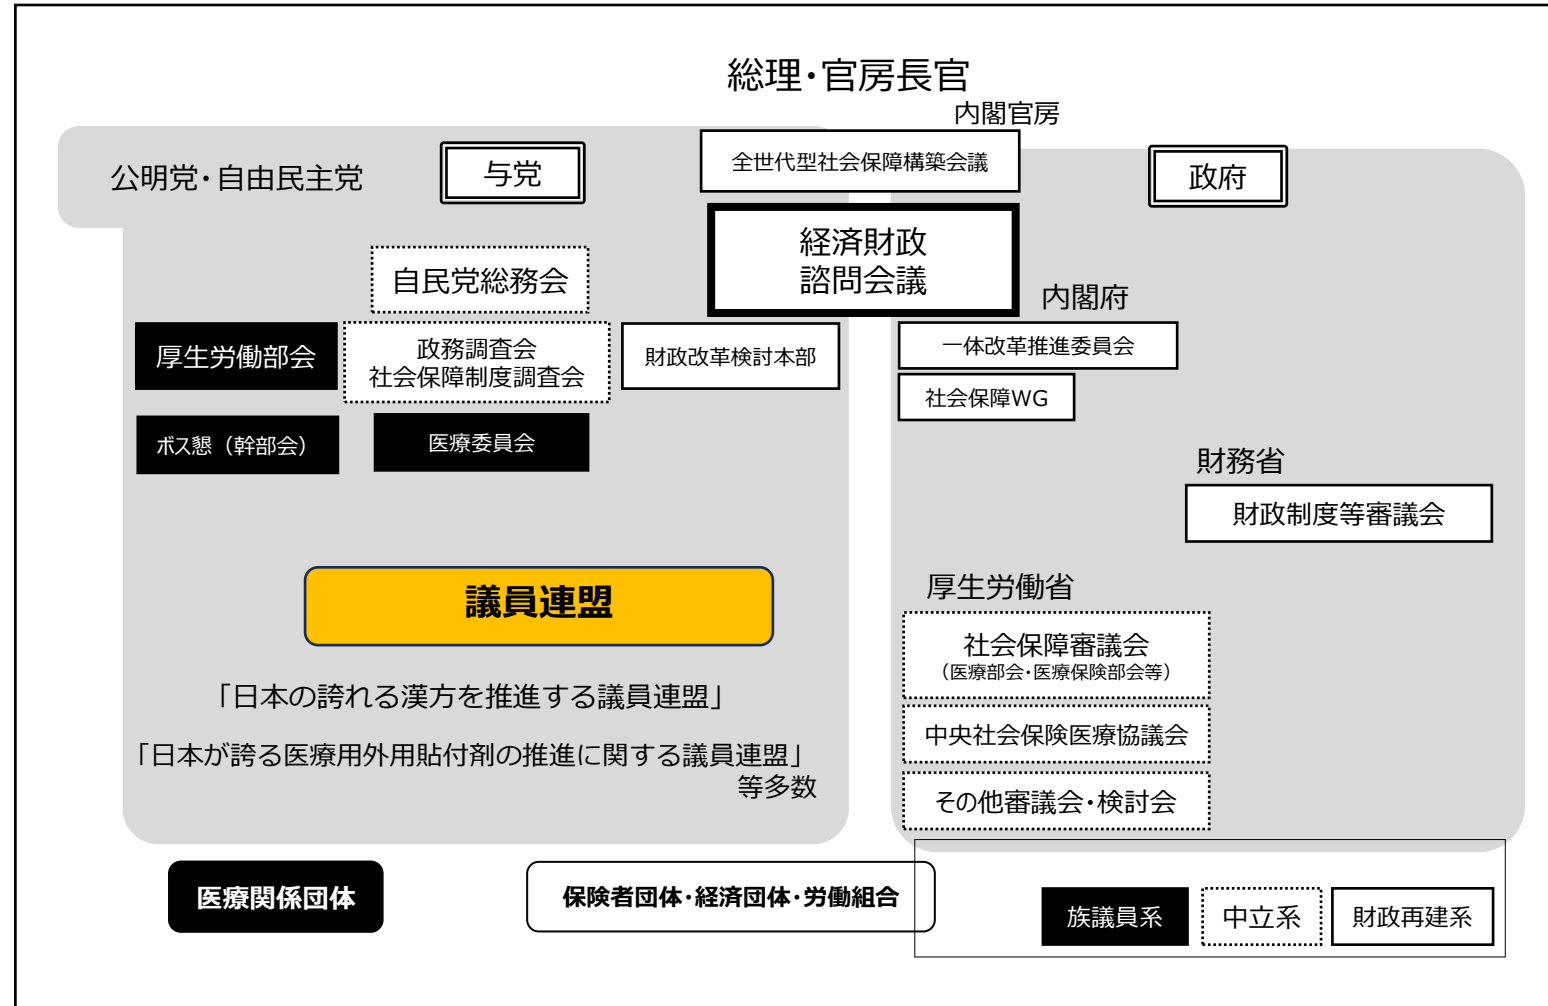 総理・官房長官
内閣官房
全世代型社会保障構築会議
公明党・自由民主党
与党
政府
経済財政
諮問会議
自民党総務会
内閣府
厚生労働部会
政務調査会
社会保障制度調査会
財政改革検討本部
一体改革推進委員会
社会保障WG
ボス懇（幹部会）
医療委員会
財務省
財政制度等審議会
議員連盟
厚生労働省
社会保障審議会
（医療部会・医療保険部会等）
「日本の誇れる漢方を推進する議員連盟」
中央社会保険医療協議会
「日本が誇る医療用外用貼付剤の推進に関する議員連盟」
等多数
その他審議会・検討会
医療関係団体
保険者団体・経済団体・労働組合
族議員系
中立系
財政再建系